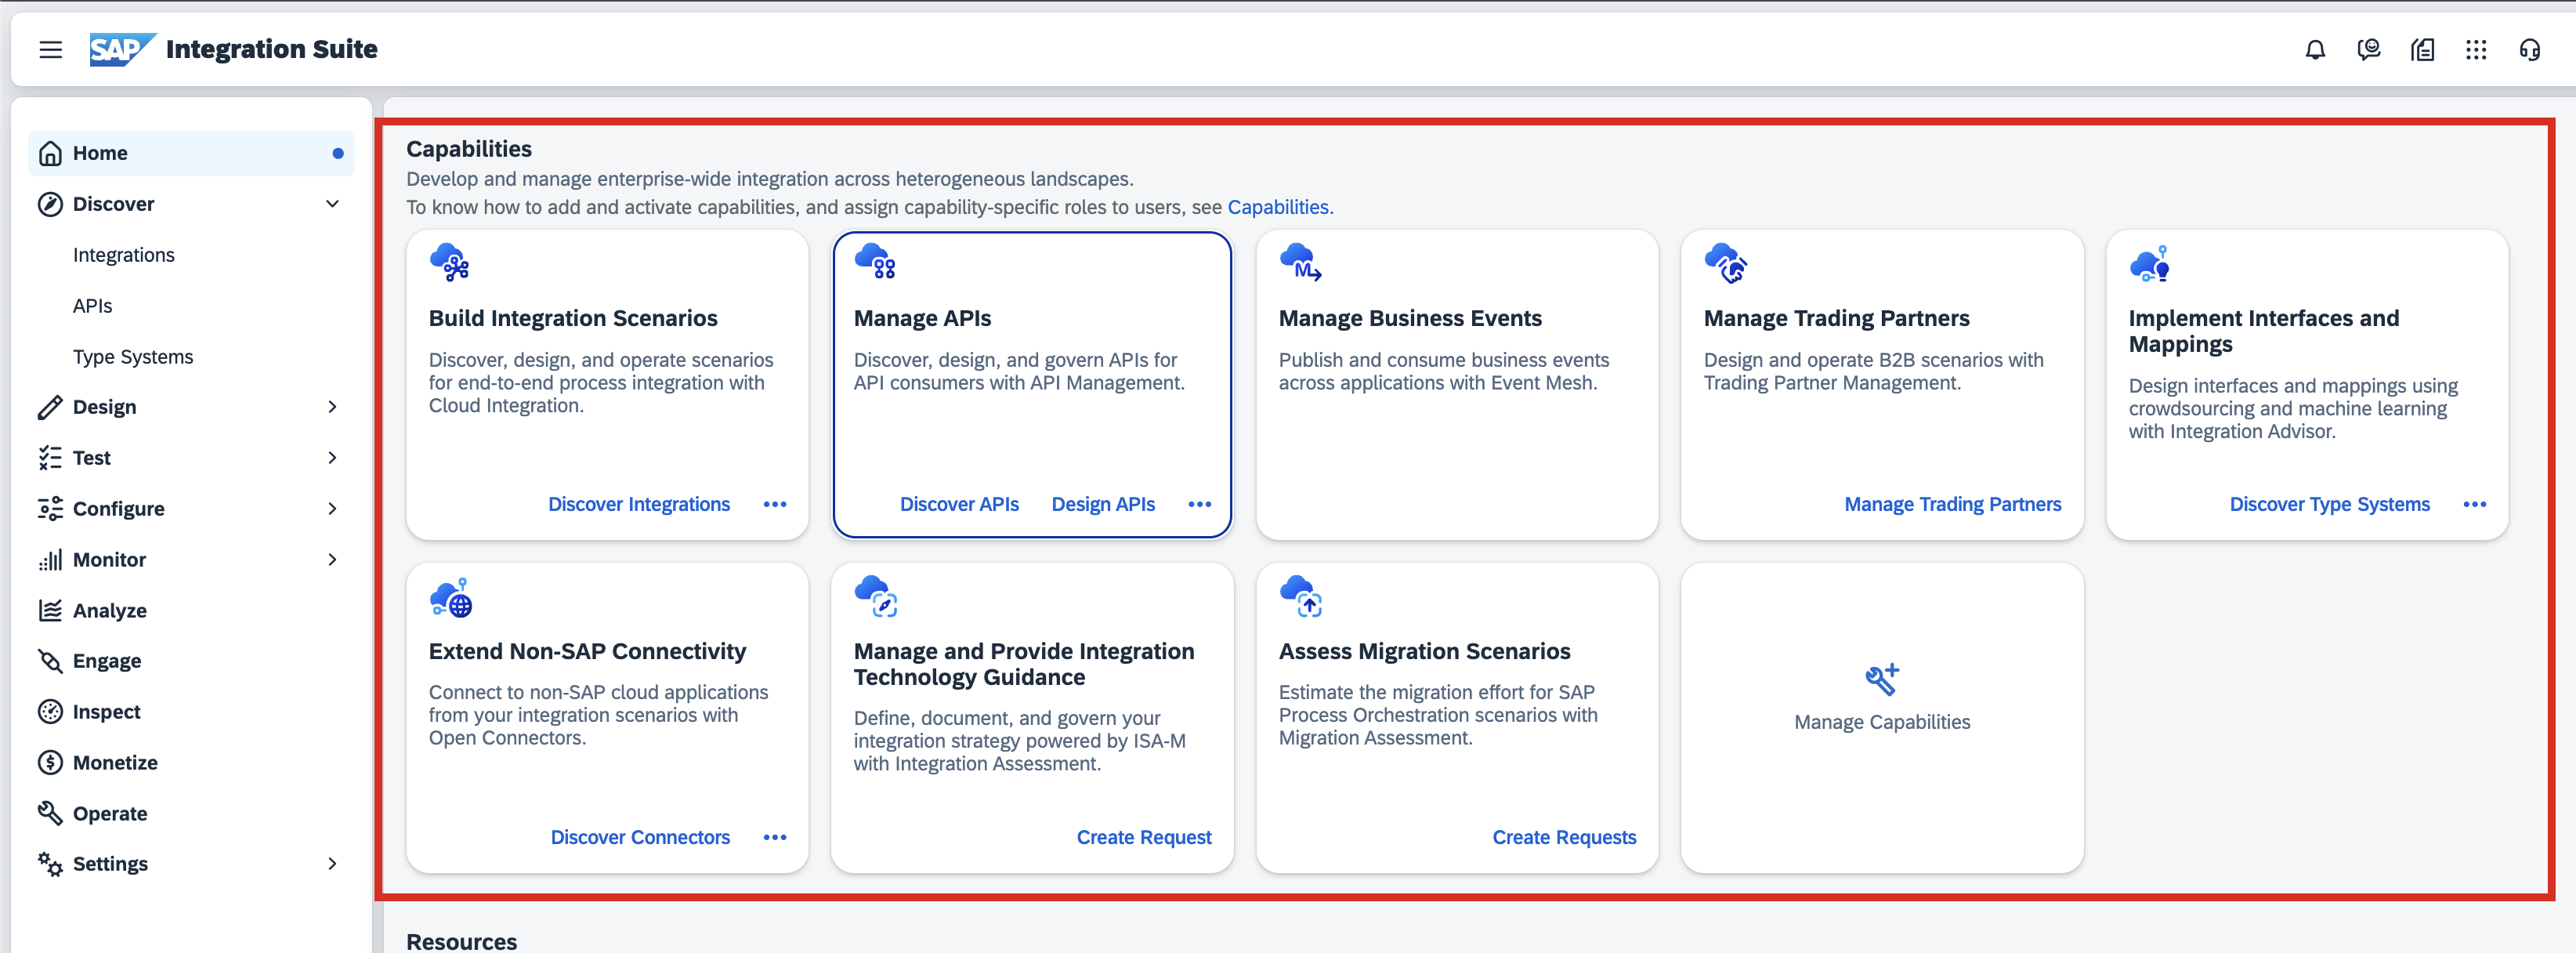 SAP Integration Suite
Home
Discover
Integrations
APIs
Type Systems
Design
Test
Configure
Monitor
Analyze
Engage
Inspect
Monetize
Operate
Settings
Capabilities
Develop and manage enterprise-wide integration across heterogeneous landscapes.
To know how to add and activate capabilities, and assign capability-specific roles to users, see Capabilities.
Build Integration Scenarios
Discover, design, and operate scenarios
for end-to-end process integration with
Cloud Integration.
Discover Integrations
Manage APIs
Discover, design, and govern APIs for
API consumers with API Management.
Discover APIs Design APIs
M
Manage Business Events
Publish and consume business events
across applications with Event Mesh.
Manage Trading Partners
Design and operate B2B scenarios with
Trading Partner Management.
Manage Trading Partners
Implement Interfaces and
Mappings
Design interfaces and mappings using
crowdsourcing and machine learning
with Integration Advisor.
Discover Type Systems
Extend Non-SAP Connectivity
Connect to non-SAP cloud applications
from your integration scenarios with
Open Connectors.
Discover Connectors
Manage and Provide Integration
Technology Guidance
Define, document, and govern your
integration strategy powered by ISA-M
with Integration Assessment.
Create Request
Assess Migration Scenarios
Estimate the migration effort for SAP
Process Orchestration scenarios with
Migration Assessment.
Create Requests
Manage Capabilities
Resources